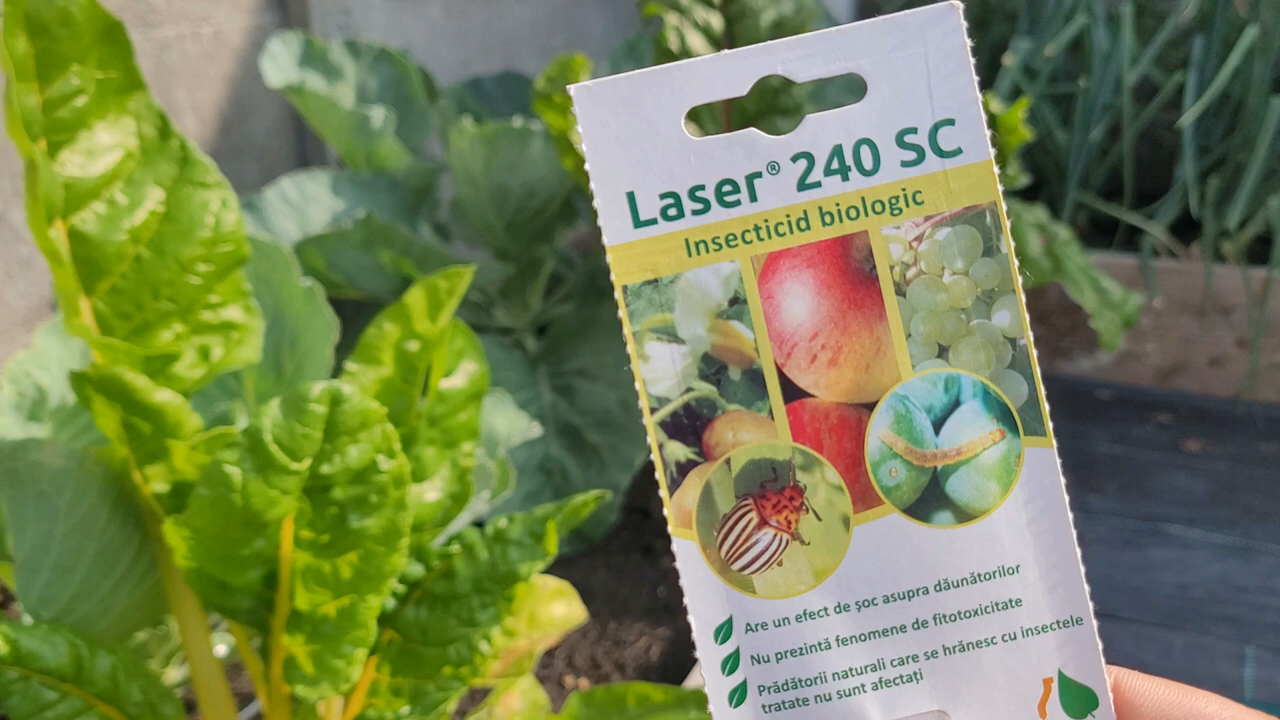 Laser® 240 SC
Insecticid biologic
Are un efect de șoc asupra dăunătorilor
Nu prezintă fenomene de fitotoxicitate
Prădătorii naturali care se hrănesc cu insectele
tratate nu sunt afectați